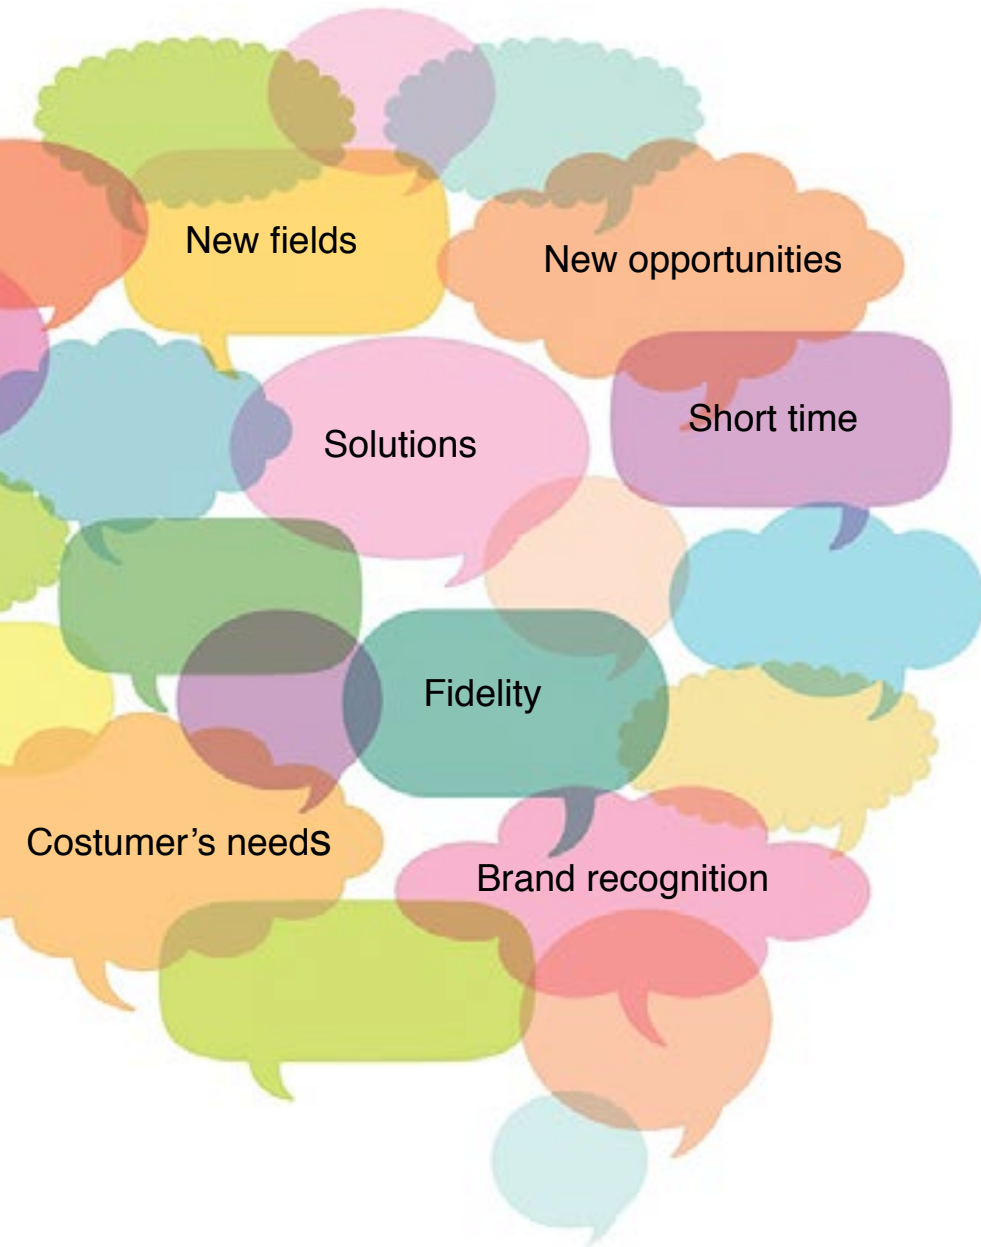 New fields
New opportunities
Short time
Solutions
Fidelity
Costumer’s needs
Brand recognition